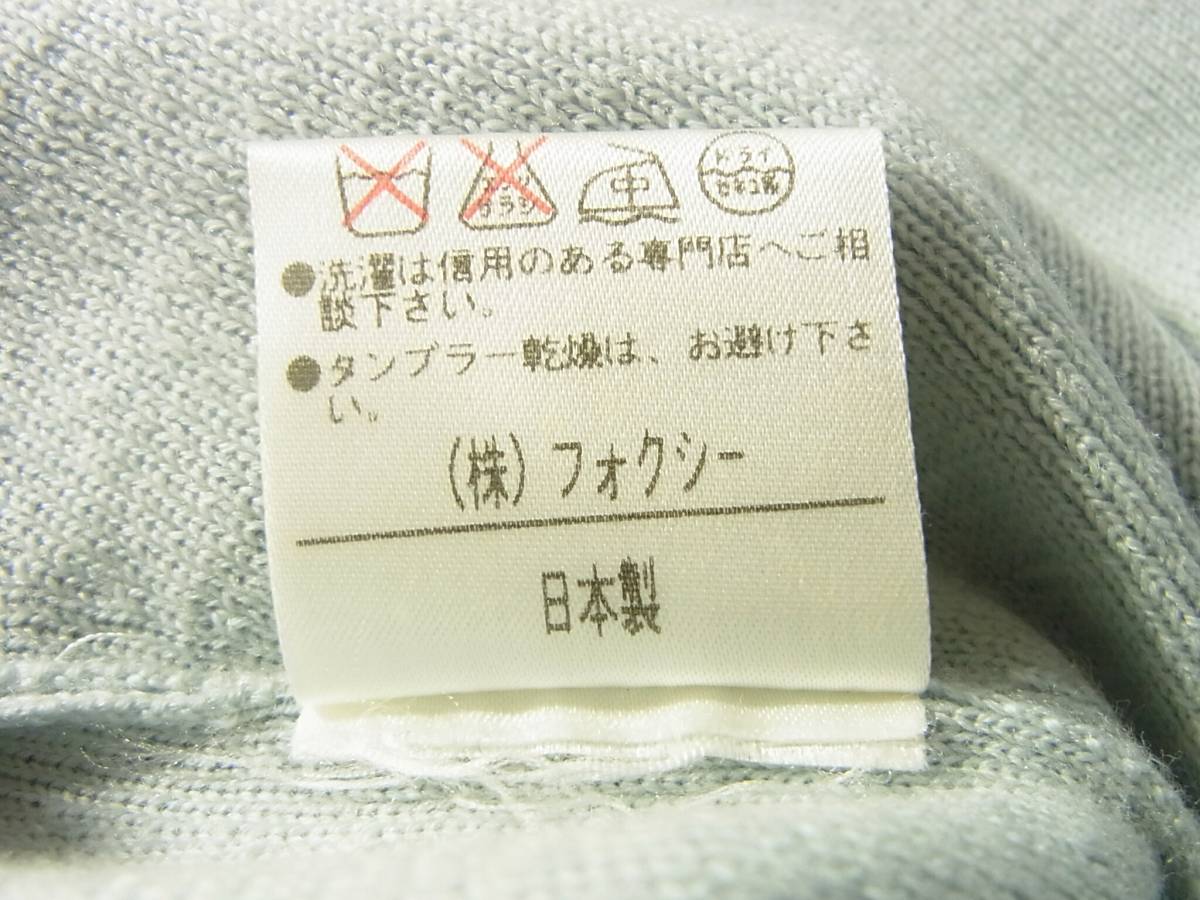 エンソ
サラシ
中
ドライ
セキユ系
●洗濯は信用のある専門店へご相
談下さい。
●タンブラー乾燥は、お避け下さ
い。
(株)フォクシー
日本製